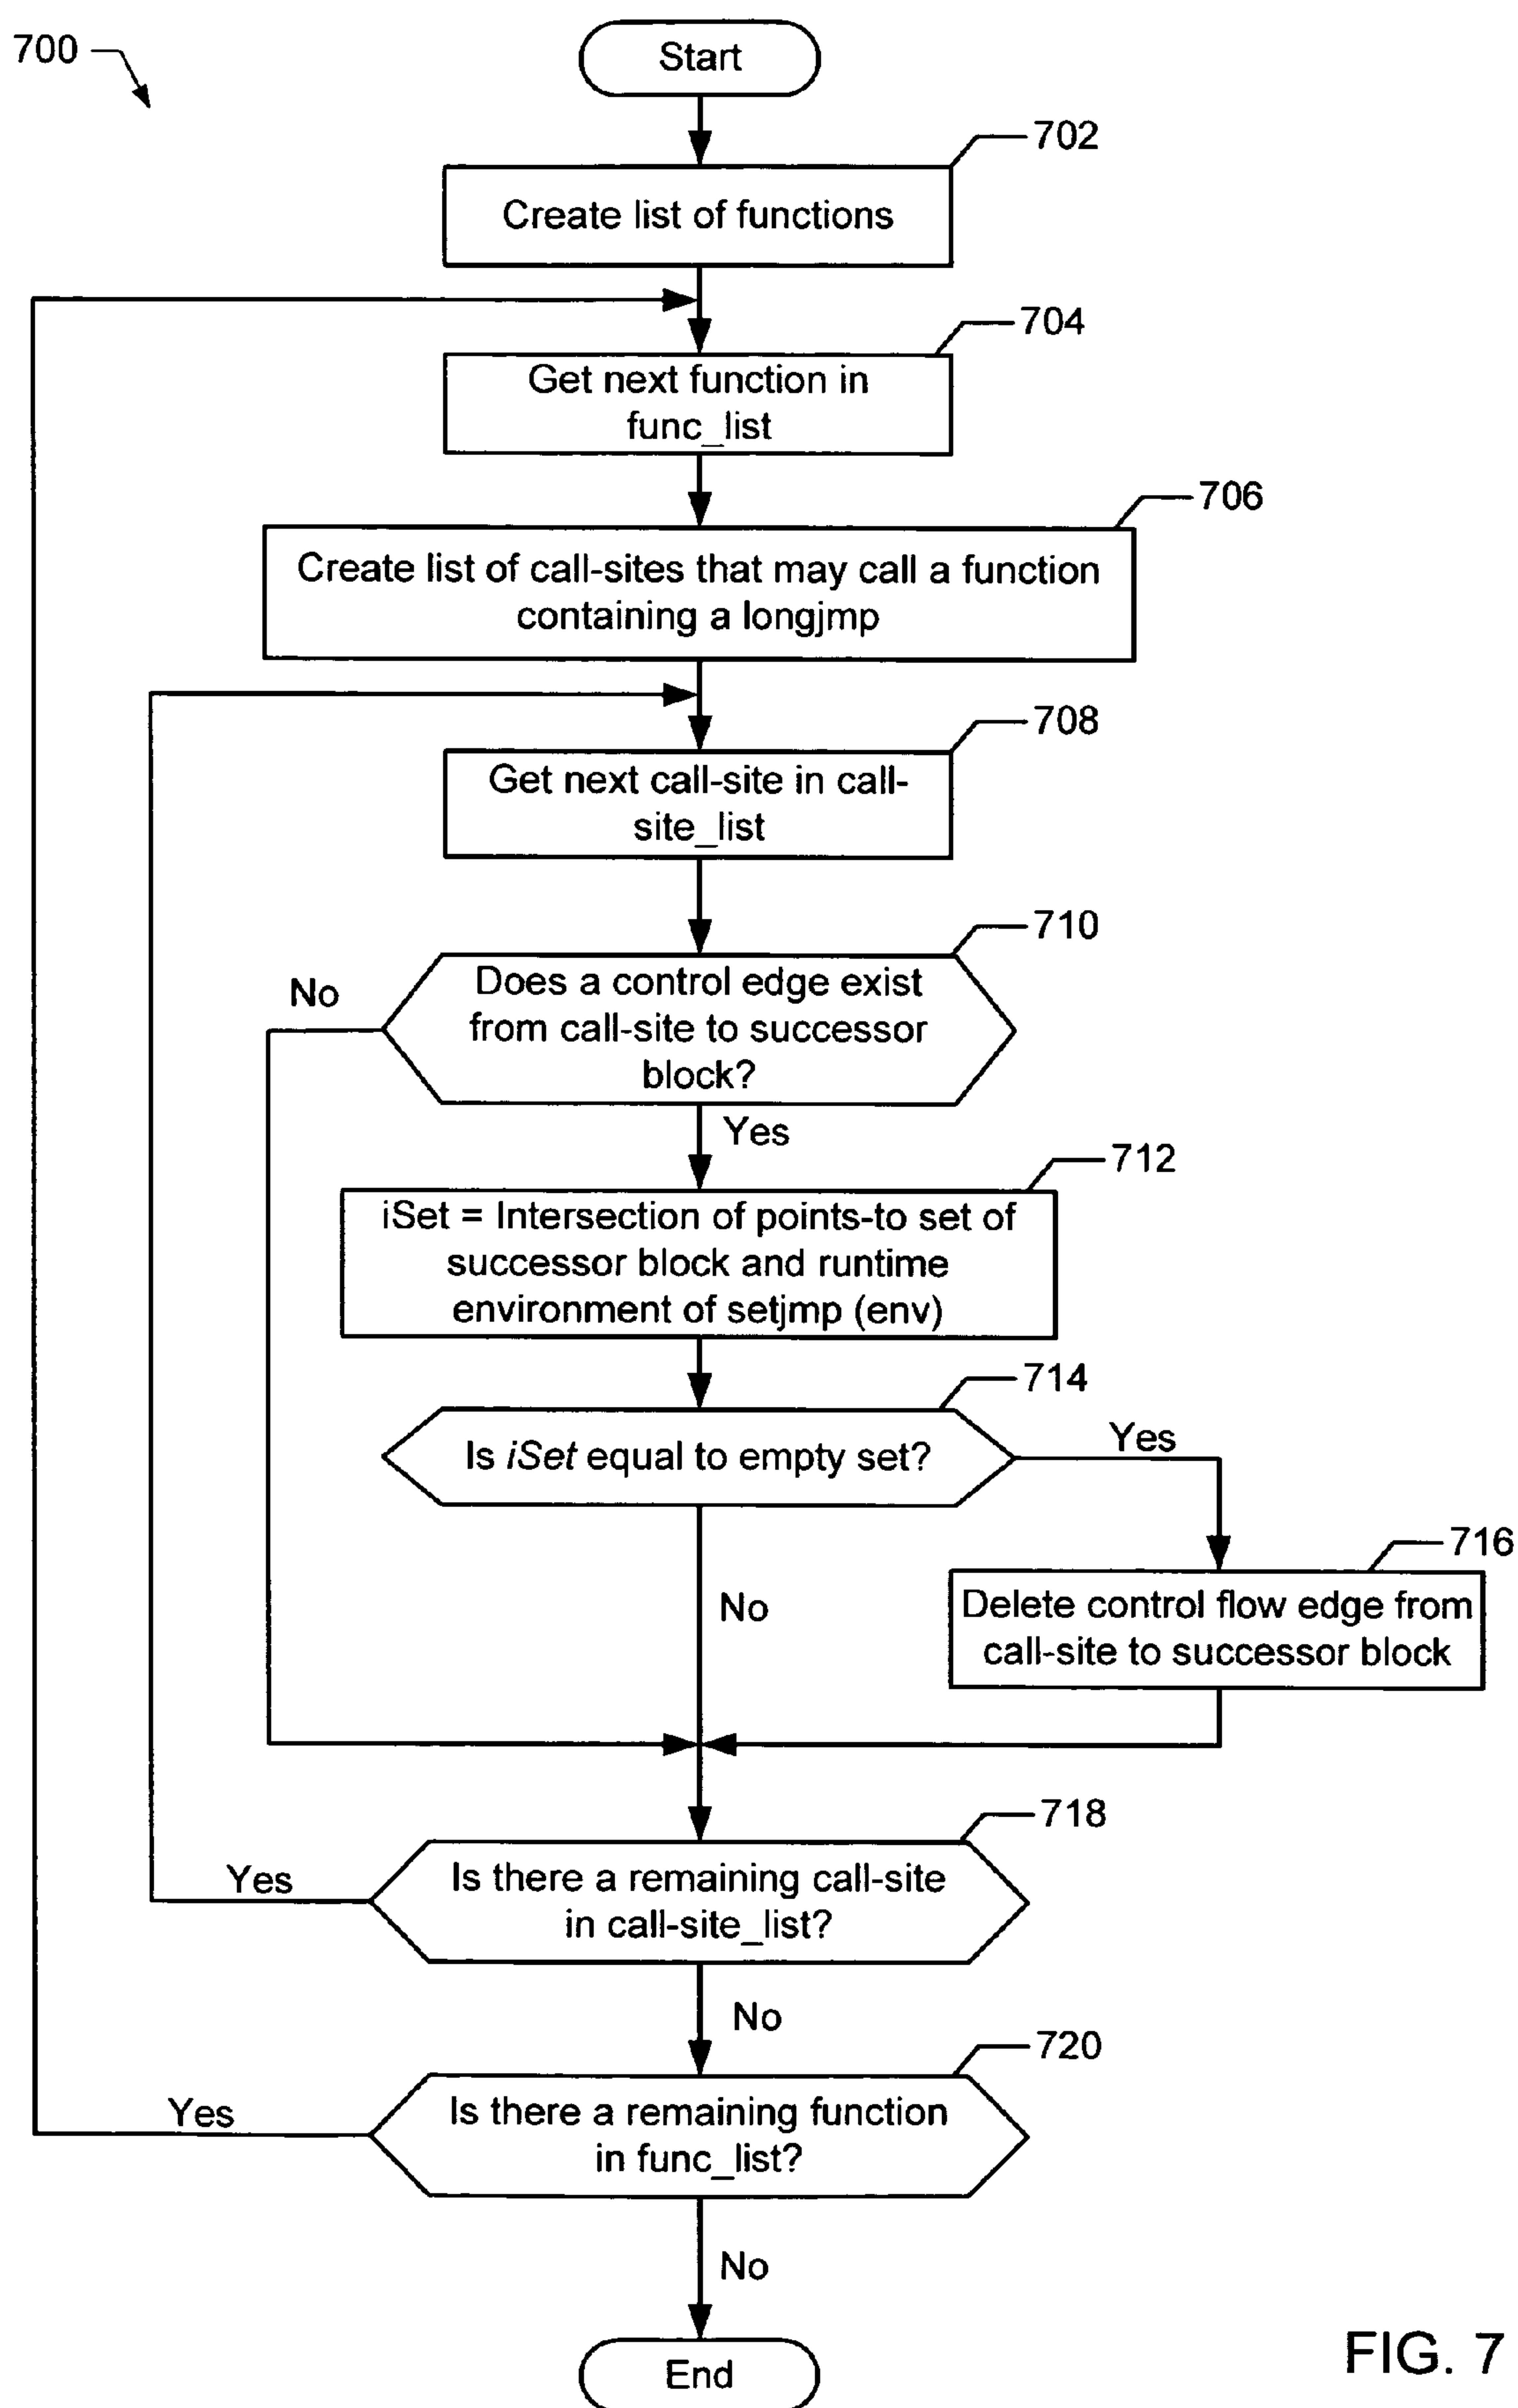 700
Start
702
Create list of functions
704
Get next function in
func_list
706
Create list of call-sites that may call a function
containing a longjmp
708
Get next call-site in call-
site_list
710
No
Does a control edge exist
from call-site to successor
block?
Yes
712
iSet = Intersection of points-to set of
successor block and runtime
environment of setjmp (env)
714
Is iSet equal to empty set?
Yes
716
No
Delete control flow edge from
call-site to successor block
718
Yes
Is there a remaining call-site
in call-site_list?
No
720
Yes
Is there a remaining function
in func_list?
No
End
FIG. 7